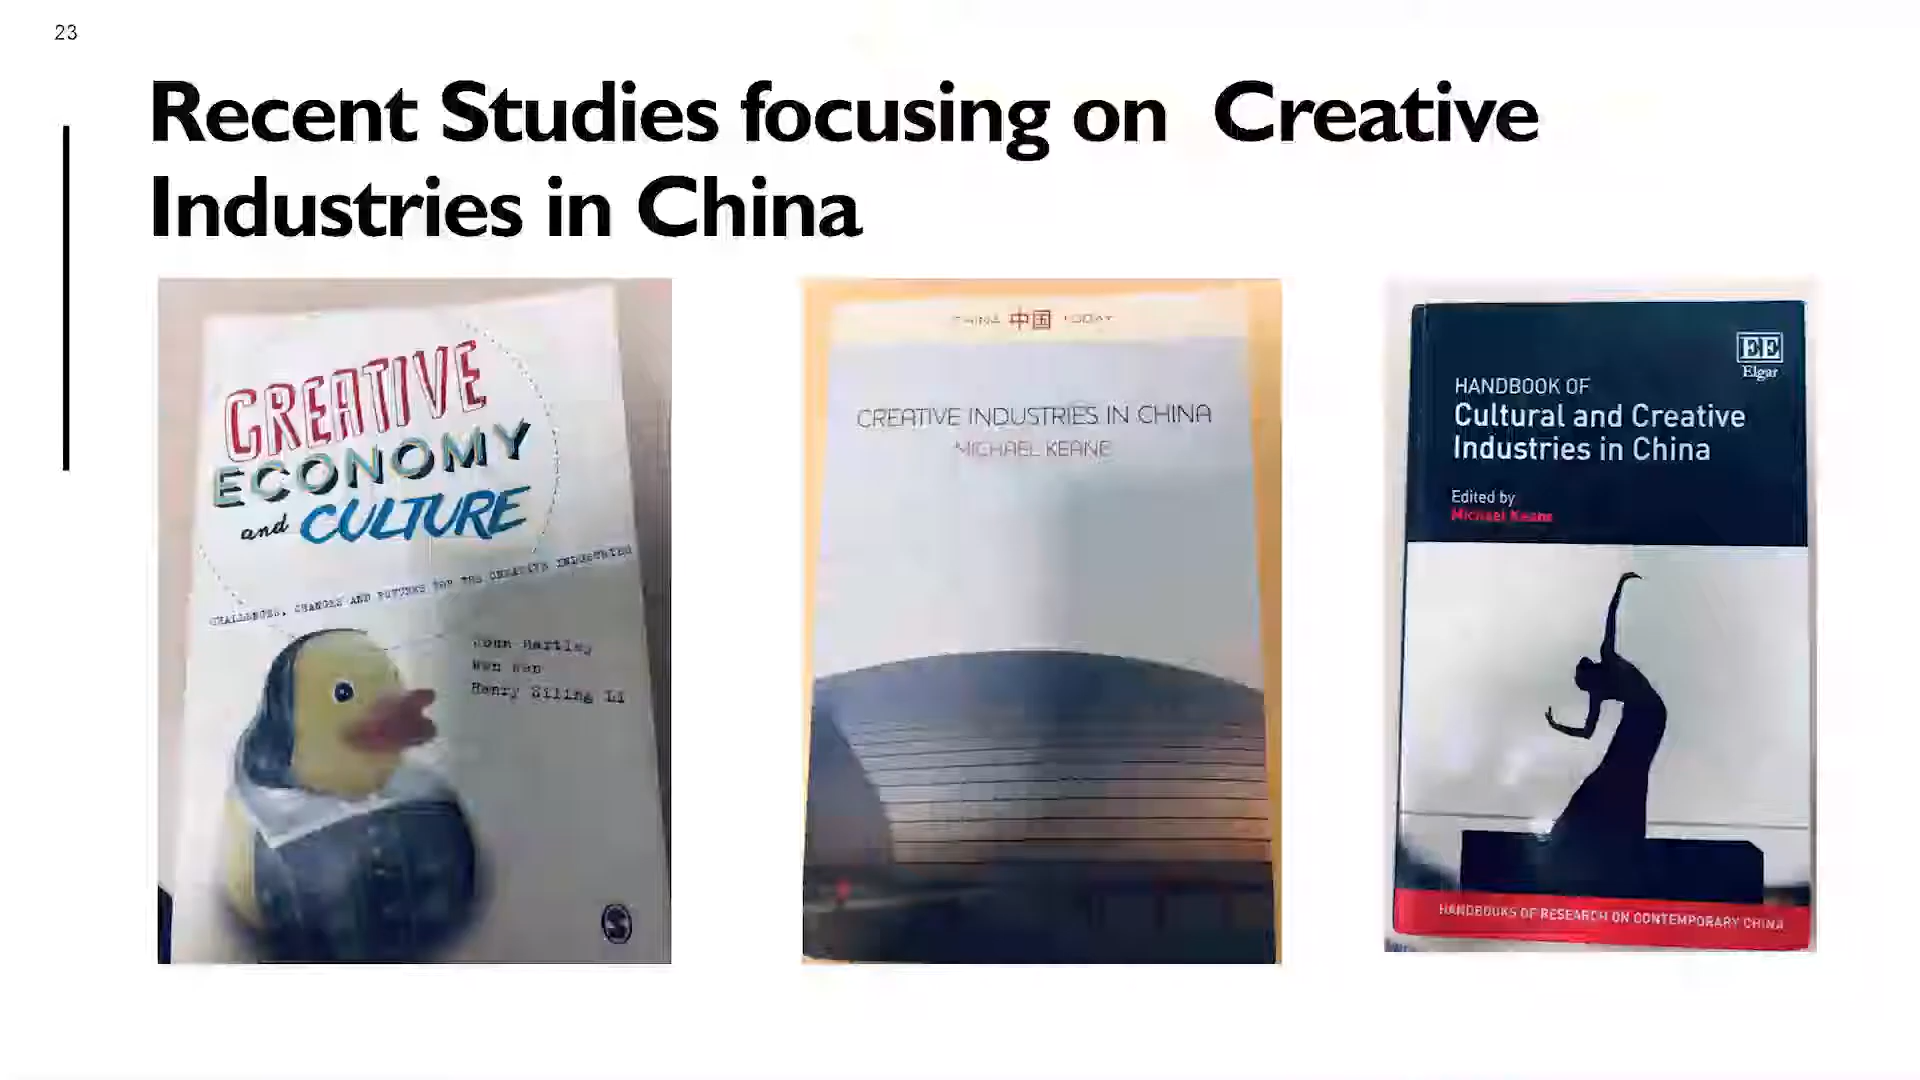 23
Recent Studies focusing on Creative
Industries in China
CREATIVE
ECONOMY
and CULTURE
CHALLENGES, CHANGES AND FUTURES FOR THE CREATIVE INDUSTRIES
John Hartley
Wen Wen
Henry Siling Li
CHINA 中国 TODAY
CREATIVE INDUSTRIES IN CHINA
MICHAEL KEANE
EE
Elgar
HANDBOOK OF
Cultural and Creative
Industries in China
Edited by
Michael Keane
HANDBOOKS OF RESEARCH ON CONTEMPORARY CHINA